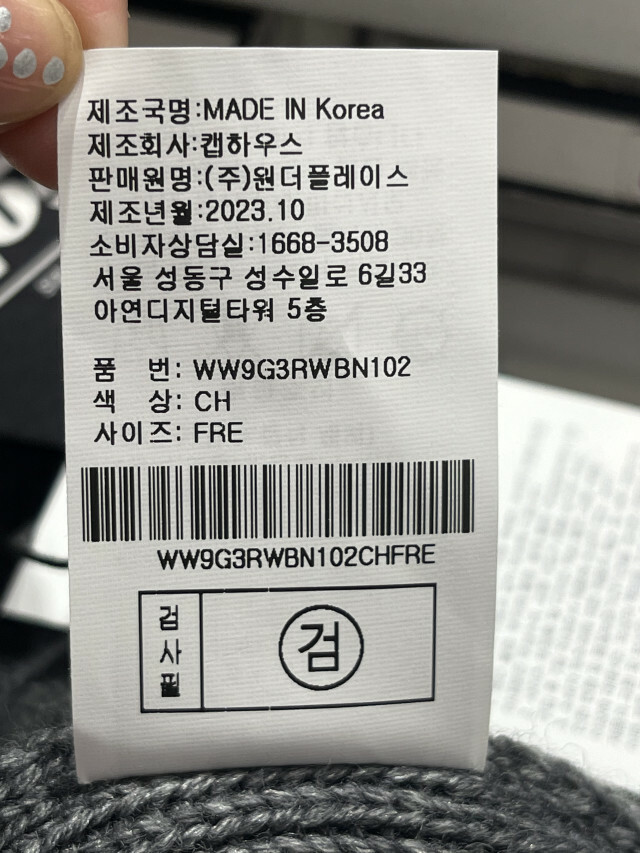 제조국명:MADE IN Korea
제조회사:캡하우스
판매원명:(주)원더플레이스
제조년월:2023.10
소비자상담실:1668-3508
서울 성동구 성수일로 6길33
아연디지털타워 5층
품 번: WW9G3RWBN102
색 상: CH
사이즈: FRE
WW9G3RWBN102CHFRE
검사필
검